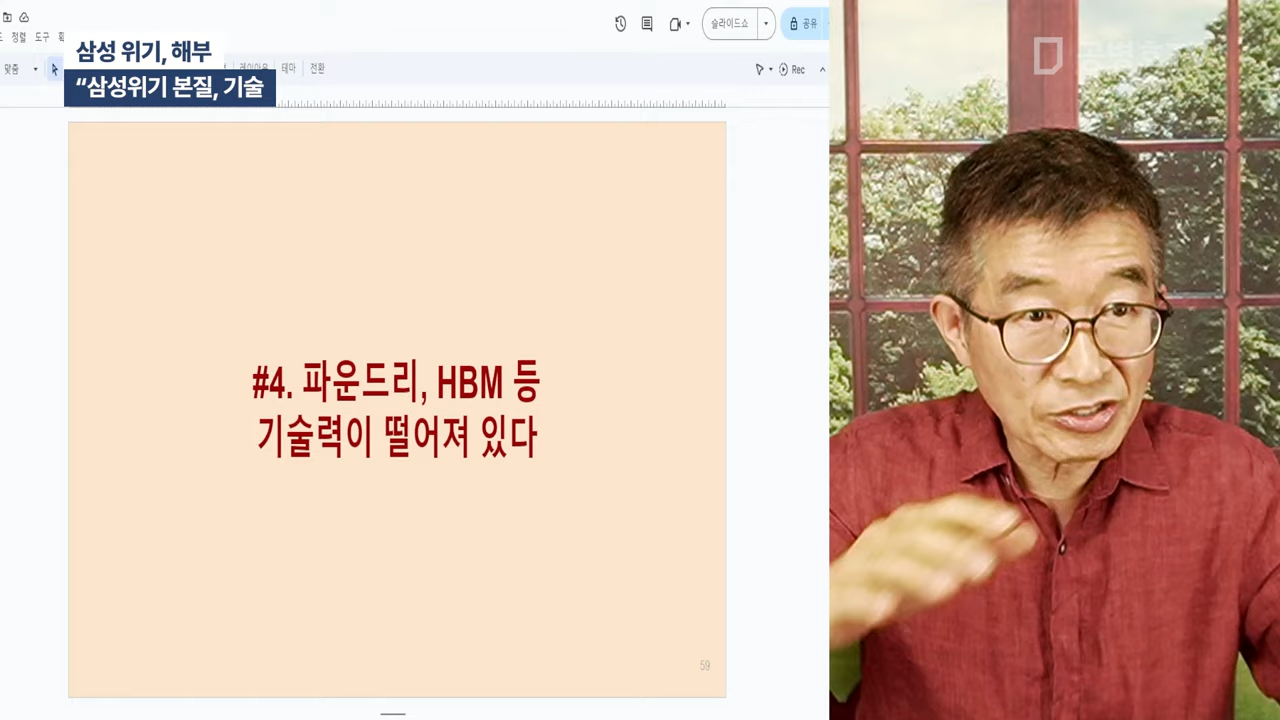 삼성 위기, 해부
“삼성위기 본질, 기술
정렬 도구
슬라이드쇼
공유
맞춤
테마
전환
Rec
#4. 파운드리, HBM 등
기술력이 떨어져 있다
59